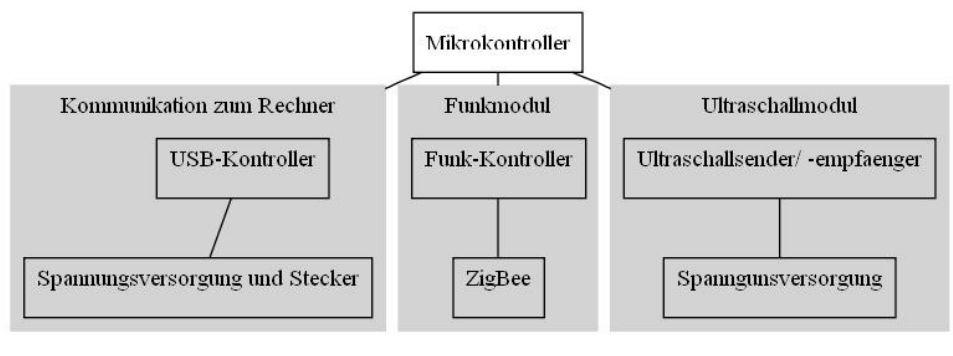 Mikrokontroller
Kommunikation zum Rechner
USB-Kontroller
Spannungsversorgung und Stecker
Funkmodul
Funk-Kontroller
ZigBee
Ultraschallmodul
Ultraschallsender/ -empfaenger
Spanngunsversorgung